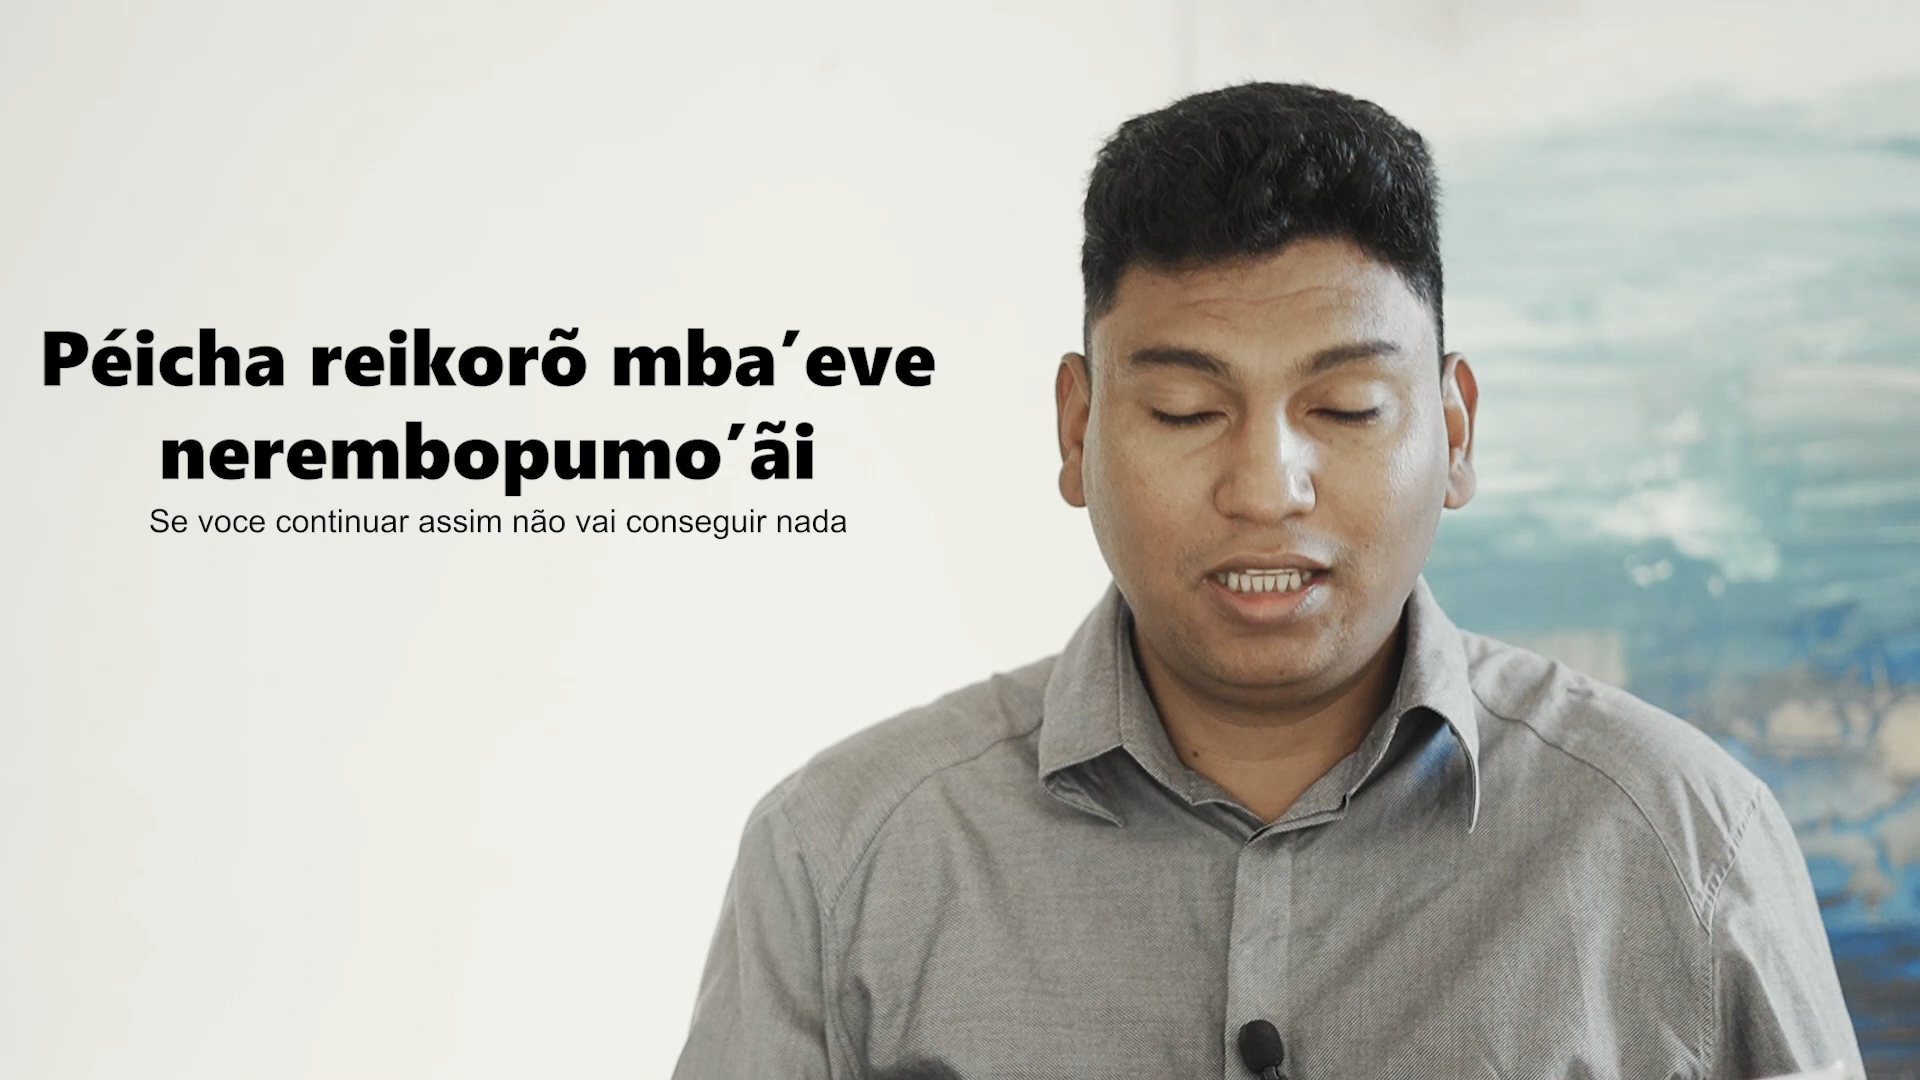 Péicha reikorõ mba’eve
nerembopumo’ãi
Se voce continuar assim não vai conseguir nada